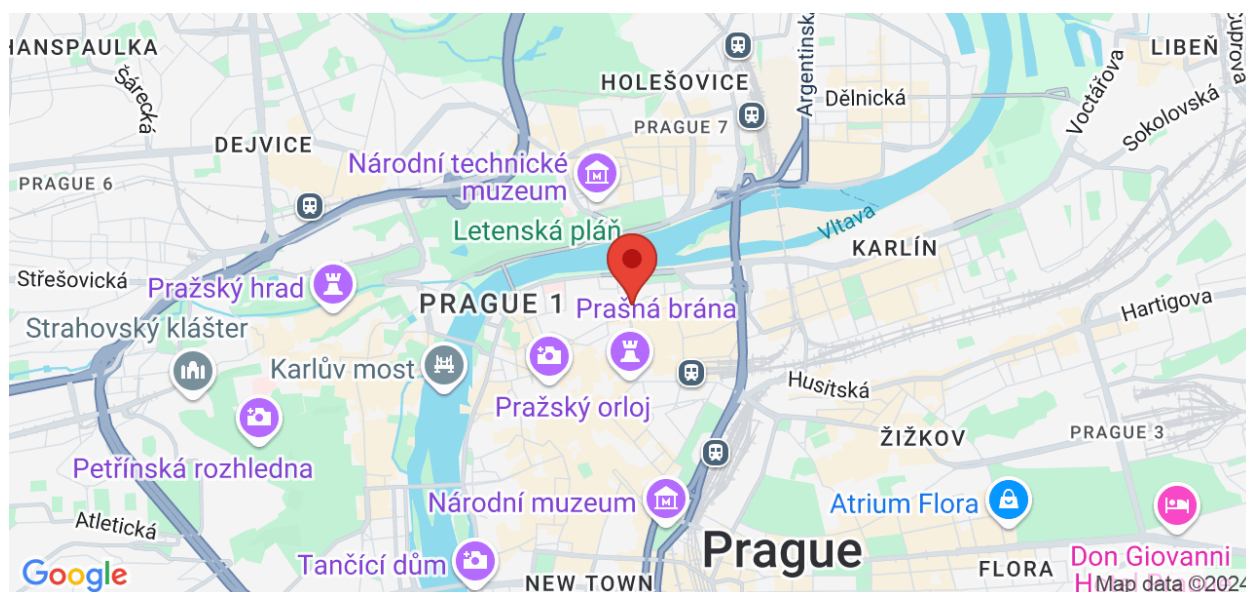 HANSPAULKA
Šárecká
DEJVICE
PRAGUE 6
HOLEŠOVICE
PRAGUE 7
Argentinská
Dělnická
Voctářova
Sokolovská
LIBEŇ
Národní technické
muzeum
Letenská pláň
Vltava
KARLÍN
Střešovická
Pražský hrad
PRAGUE 1
Prašná brána
Hartigova
Strahovský klášter
Karlův most
Pražský orloj
Husitská
ŽIŽKOV
PRAGUE 3
Petřínská rozhledna
Národní muzeum
Atrium Flora
Atletická
Tančící dům
Prague
NEW TOWN
FLORA
Don Giovanni
Google
Map data ©2024